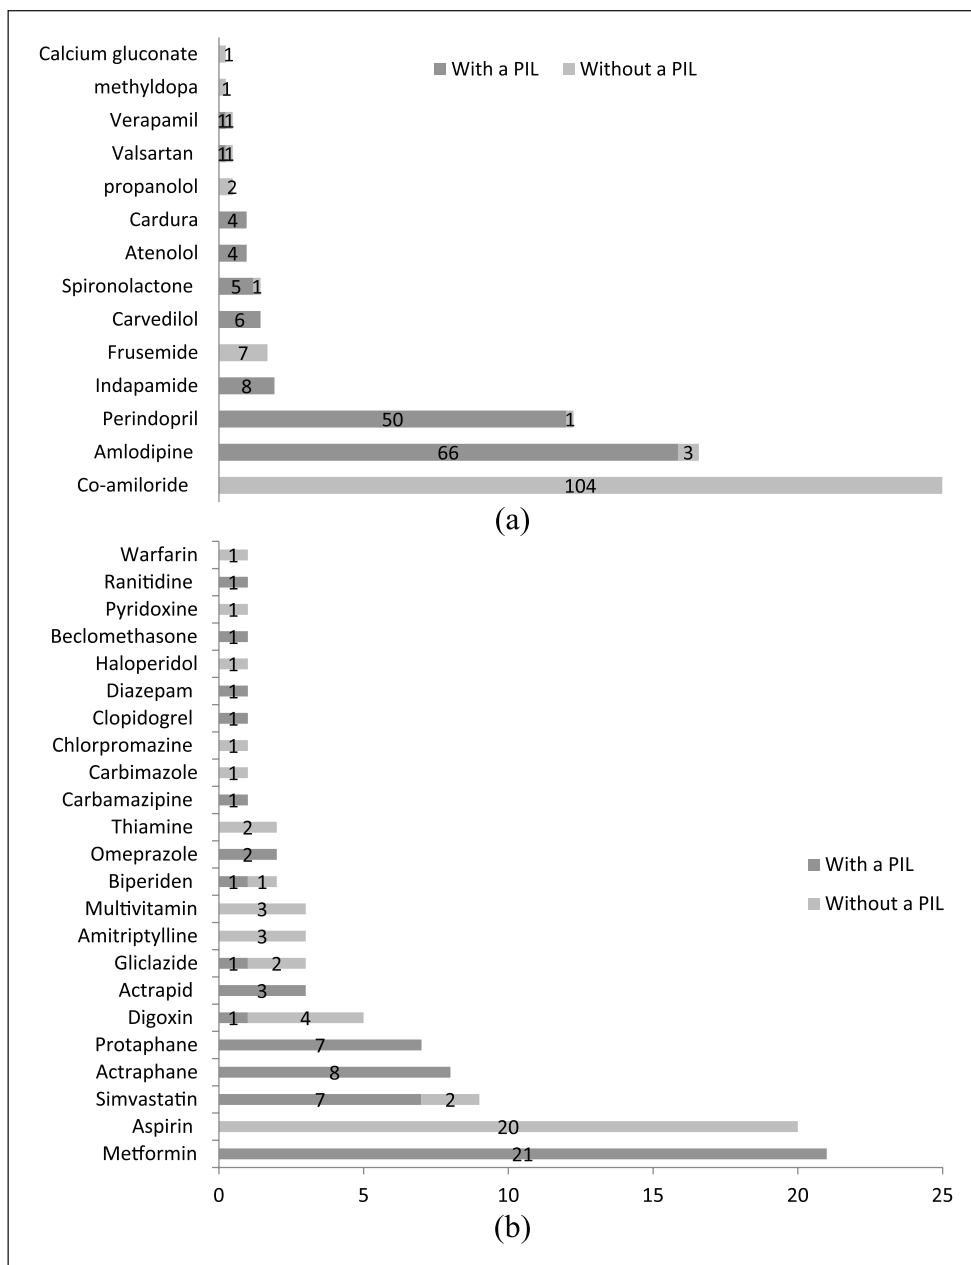 Calcium gluconate 1
With a PIL Without a PIL
methyldopa 1
Verapamil 1 1
Valsartan 1 1
propanolol 2
Cardura 4
Atenolol 4
Spironolactone 5 1
Carvedilol 6
Frusemide 7
Indapamide 8
Perindopril 50 1
Amlodipine 66 3
Co-amiloride 104
(a)
Warfarin 1
Ranitidine 1
Pyridoxine 1
Beclomethasone 1
Haloperidol 1
Diazepam 1
Clopidogrel 1
Chlorpromazine 1
Carbimazole 1
Carbamazipine 1
Thiamine 2
Omeprazole 2
With a PIL
Biperiden 1 1
Without a PIL
Multivitamin 3
Amitriptylline 3
Gliclazide 1 2
Actrapid 3
Digoxin 1 4
Protaphane 7
Actraphane 8
Simvastatin 7 2
Aspirin 20
Metformin 21
0 5 10 15 20 25
(b)